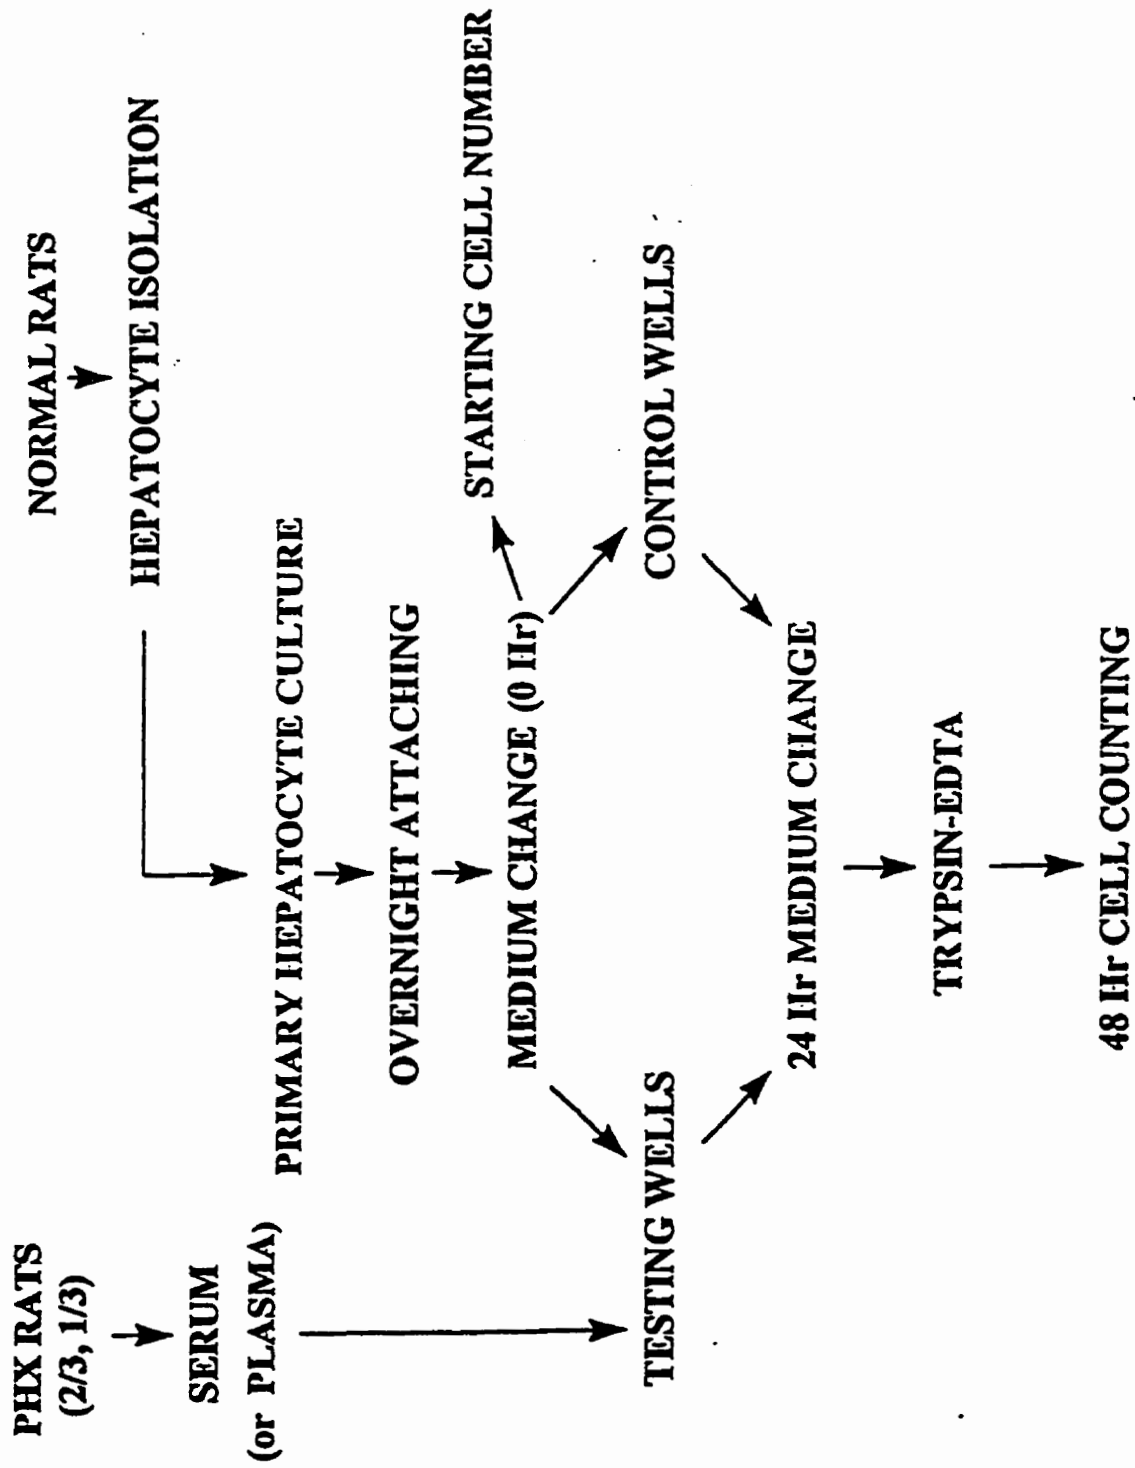 PHX RATS
(2/3, 1/3)
SERUM
(or PLASMA)
NORMAL RATS
HEPATOCYTE ISOLATION
PRIMARY HEPATOCYTE CULTURE
OVERNIGHT ATTACHING
MEDIUM CHANGE (0 Hr)
STARTING CELL NUMBER
TESTING WELLS
CONTROL WELLS
24 Hr MEDIUM CHANGE
TRYPSIN-EDTA
48 Hr CELL COUNTING